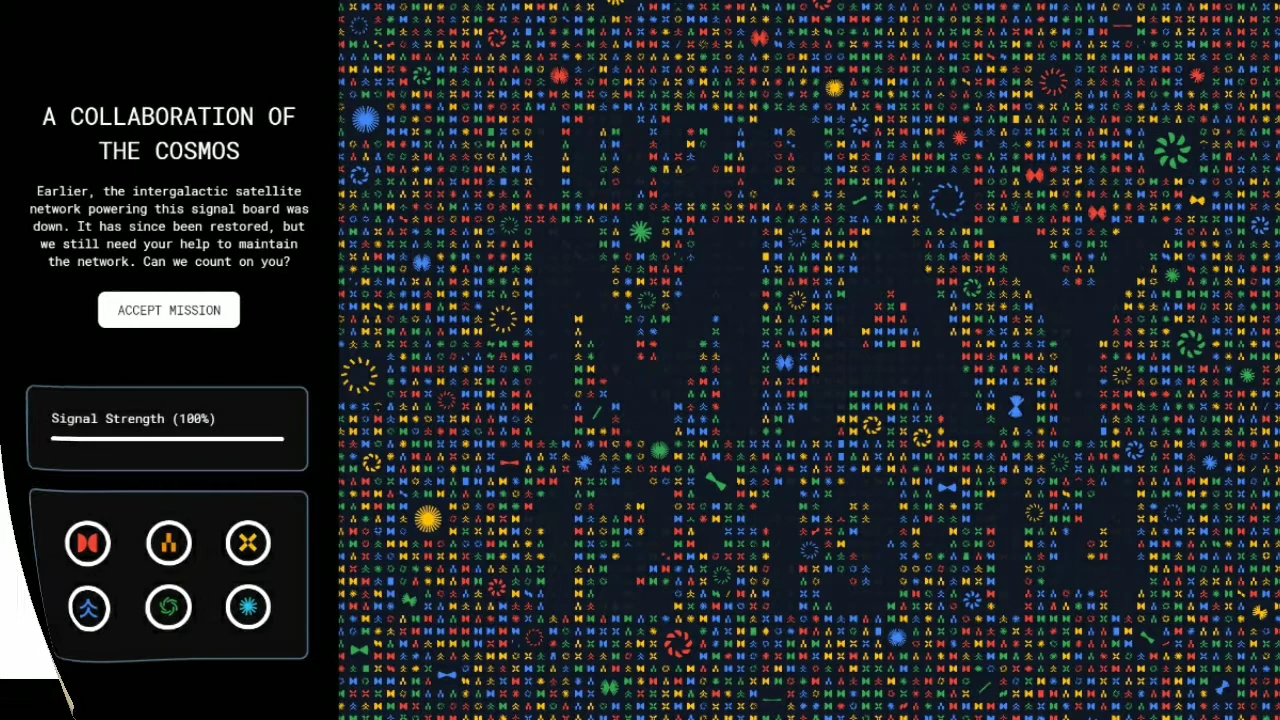 A COLLABORATION OF
THE COSMOS
Earlier, the intergalactic satellite
network powering this signal board was
down. It has since been restored, but
we still need your help to maintain
the network. Can we count on you?
ACCEPT MISSION
Signal Strength (100%)
MAY